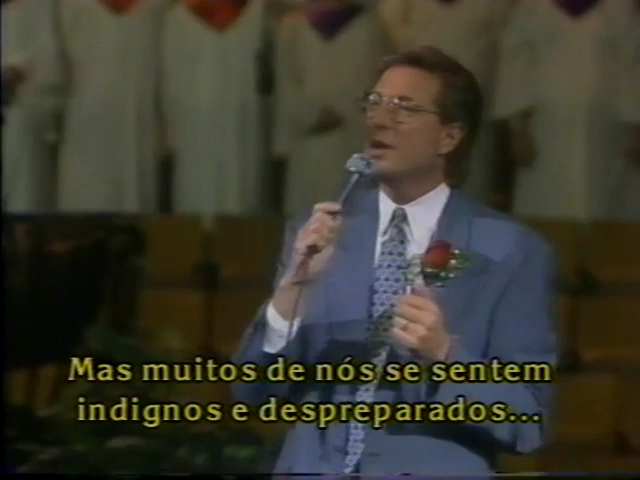 Mas muitos de nós se sentem
indignos e despreparados...